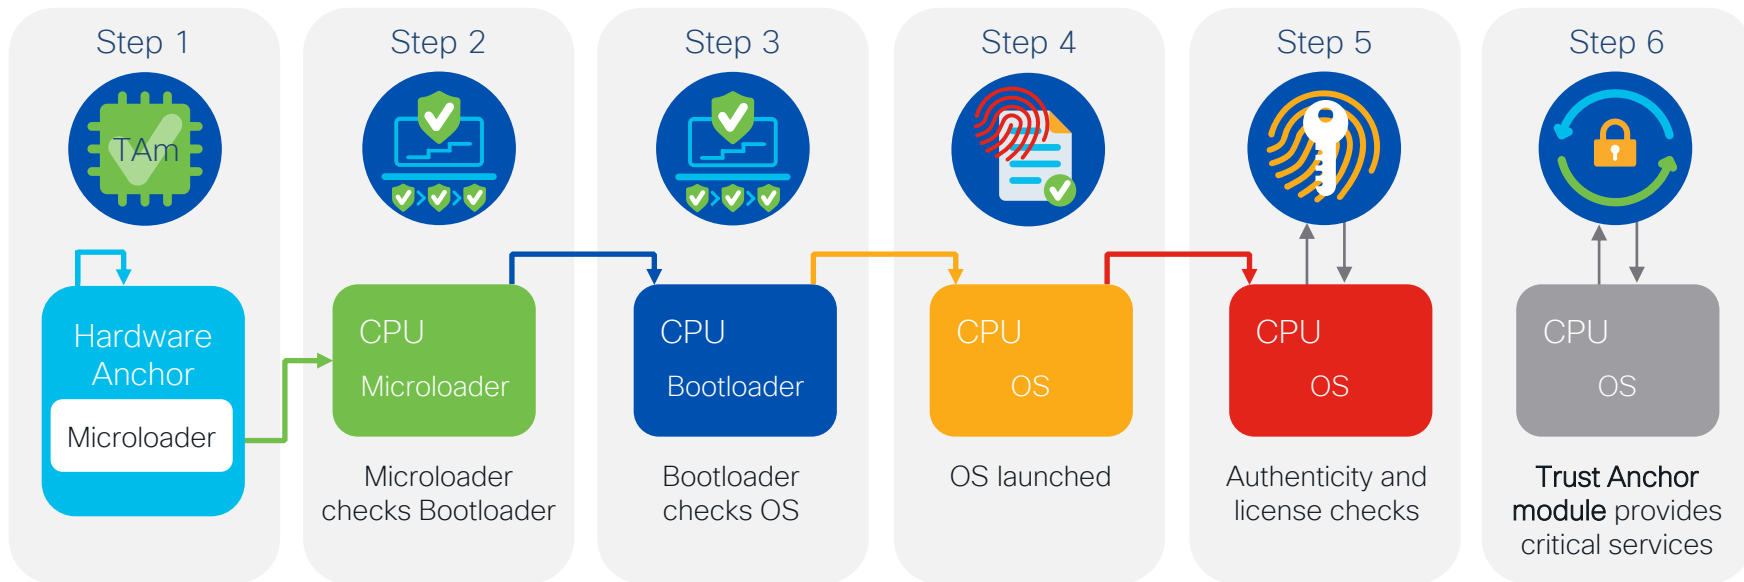 Step 1
TAm
Hardware
Anchor
Microloader
Step 2
CPU
Microloader
Microloader
checks Bootloader
Step 3
CPU
Bootloader
Bootloader
checks OS
Step 4
CPU
OS
OS launched
Step 5
CPU
OS
Authenticity and
license checks
Step 6
CPU
OS
Trust Anchor
module provides
critical services